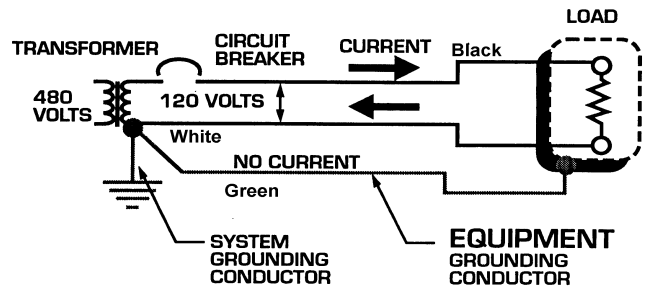 LOAD
TRANSFORMER
CIRCUIT
BREAKER
CURRENT
Black
480
VOLTS
120 VOLTS
White
NO CURRENT
Green
SYSTEM
GROUNDING
CONDUCTOR
EQUIPMENT
GROUNDING
CONDUCTOR